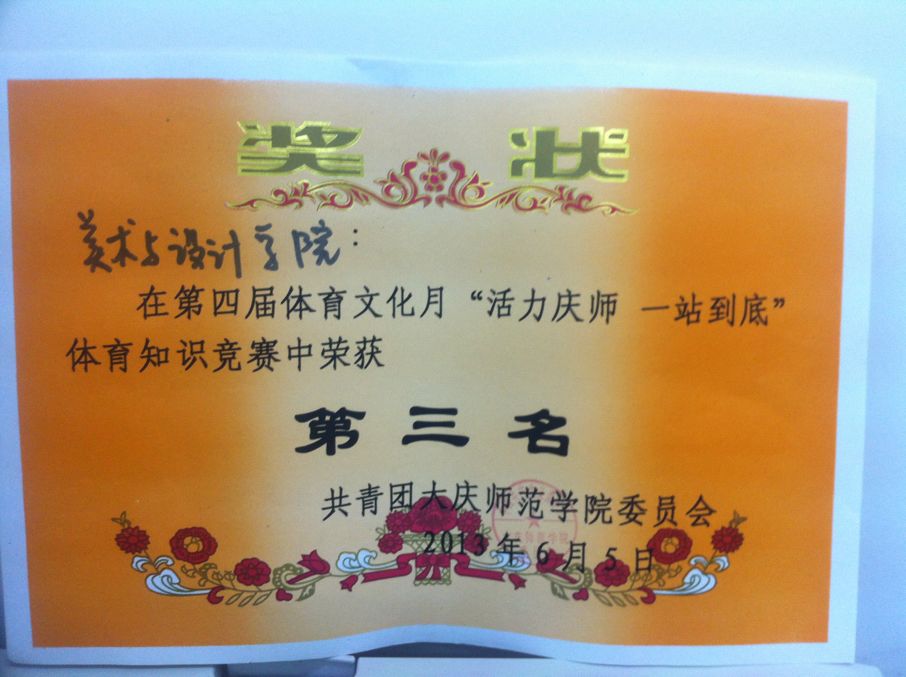 奖状
美术与设计学院：
在第四届体育文化月“活力庆师 一站到底”
体育知识竞赛中荣获
第三名
共青团大庆师范学院委员会
2013年6月5日